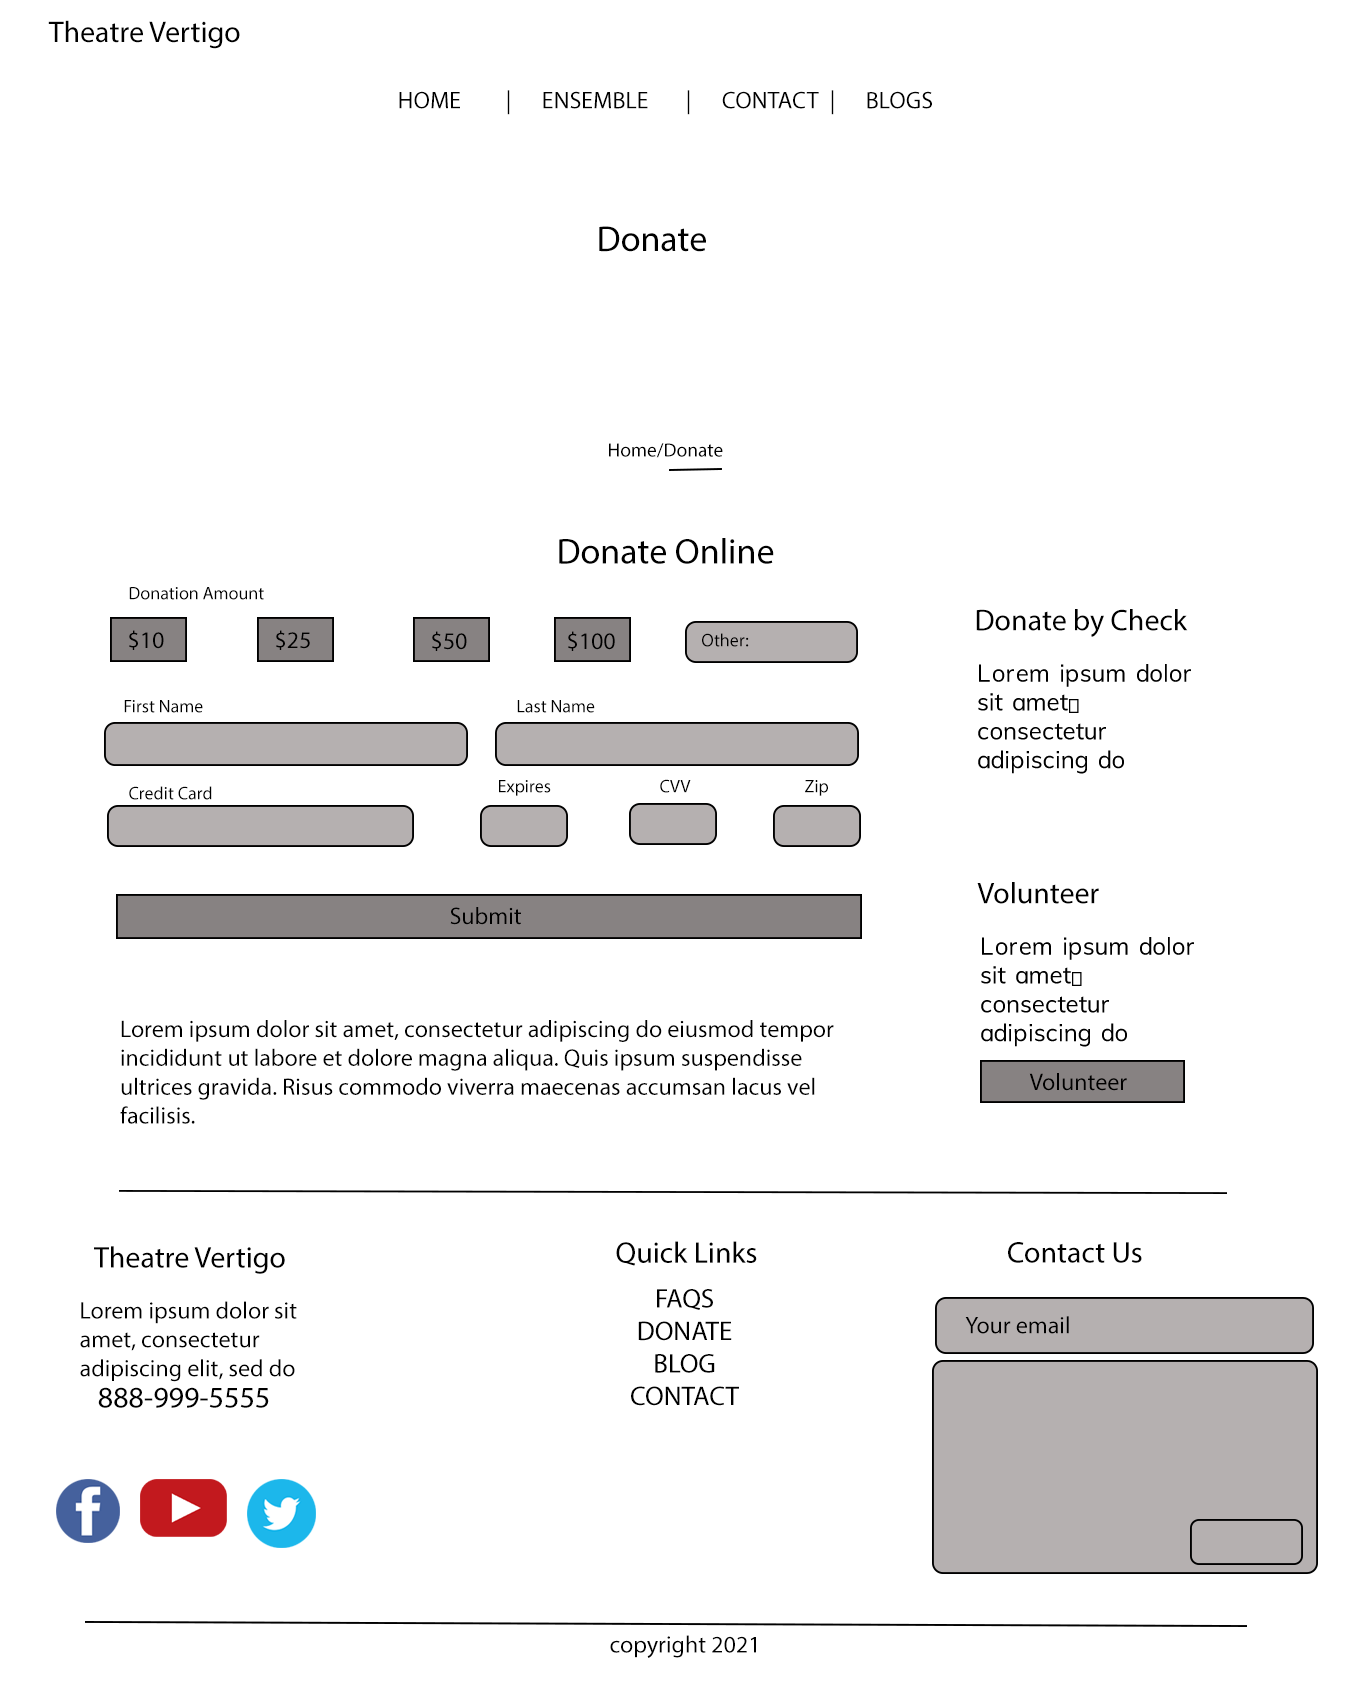 Theatre Vertigo
HOME | ENSEMBLE | CONTACT | BLOGS
Donate
Home/Donate
Donate Online
Donation Amount
$10 $25 $50 $100 Other:
First Name Last Name
Credit Card Expires CVV Zip
Submit
Lorem ipsum dolor sit amet, consectetur adipiscing do eiusmod tempor
incididunt ut labore et dolore magna aliqua. Quis ipsum suspendisse
ultrices gravida. Risus commodo viverra maecenas accumsan lacus vel
facilisis.
Donate by Check
Lorem ipsum dolor
sit amet▯
consectetur
adipiscing do
Volunteer
Lorem ipsum dolor
sit amet▯
consectetur
adipiscing do
Volunteer
Theatre Vertigo
Lorem ipsum dolor sit
amet, consectetur
adipiscing elit, sed do
888-999-5555
Quick Links
FAQS
DONATE
BLOG
CONTACT
Contact Us
Your email
copyright 2021